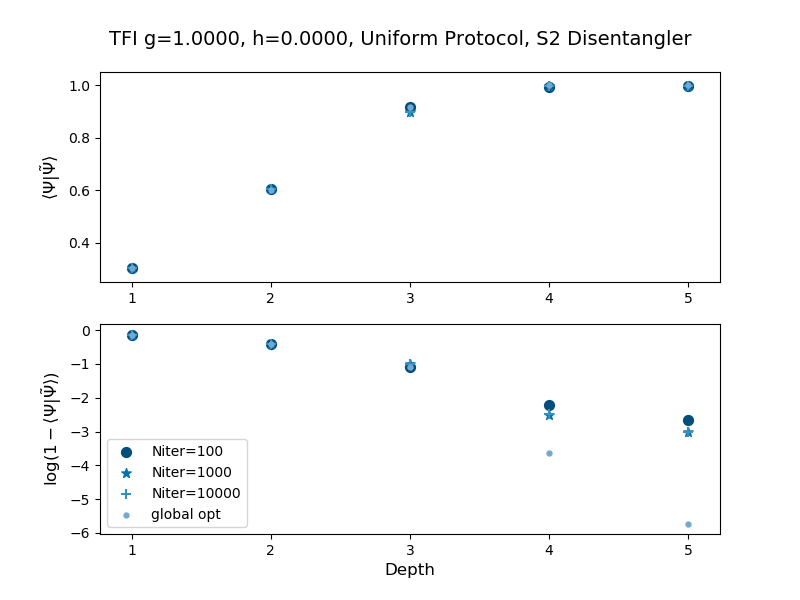 TFI g=1.0000, h=0.0000, Uniform Protocol, S2 Disentangler
1.0
0.8
0.6
0.4
⟨Ψ|Ψ̃⟩
1 2 3 4 5
0
−1
−2
−3
−4
−5
−6
log(1 − ⟨Ψ|Ψ̃⟩)
Niter=100
Niter=1000
Niter=10000
global opt
1 2 3 4 5
Depth